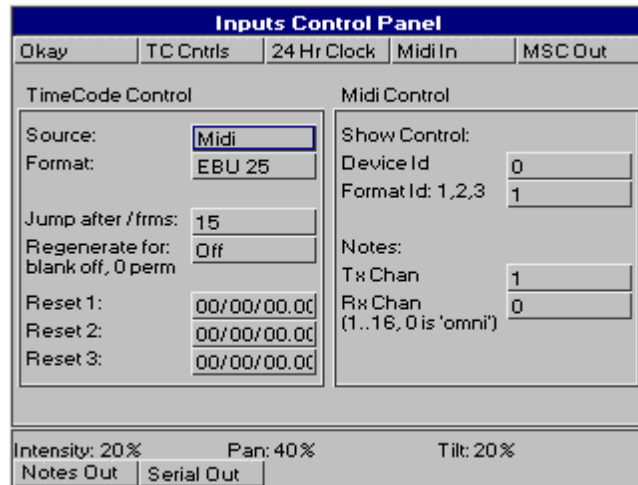 Inputs Control Panel
Okay TC Cntrls 24 Hr Clock Midi In MSC Out
TimeCode Control
Source: Midi
Format: EBU 25
Jump after /frms: 15
Regenerate for: Off
blank off, 0 perm
Reset 1: 00/00/00.00
Reset 2: 00/00/00.00
Reset 3: 00/00/00.00
Midi Control
Show Control:
Device Id 0
Format Id: 1,2,3 1
Notes:
Tx Chan 1
Rx Chan 0
(1..16, 0 is 'omni')
Intensity: 20% Pan: 40% Tilt: 20%
Notes Out Serial Out